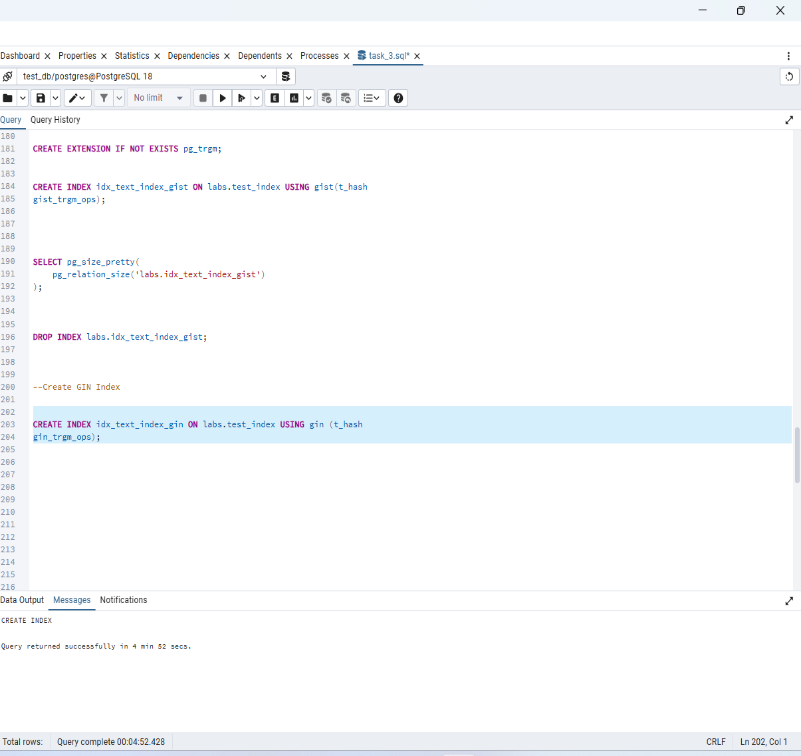 Dashboard Properties Statistics Dependencies Dependents Processes task_3.sql*
test_db/postgres@PostgreSQL 18
No limit
Query Query History
180
181 CREATE EXTENSION IF NOT EXISTS pg_trgm;
182
183
184 CREATE INDEX idx_text_index_gist ON labs.test_index USING gist(t_hash
185 gist_trgm_ops);
186
187
188
189
190 SELECT pg_size_pretty(
191 pg_relation_size('labs.idx_text_index_gist')
192 );
193
194
195
196 DROP INDEX labs.idx_text_index_gist;
197
198
199
200 --Create GIN Index
201
202
203 CREATE INDEX idx_text_index_gin ON labs.test_index USING gin (t_hash
204 gin_trgm_ops);
205
206
207
208
209
210
211
212
213
214
215
216
Data Output Messages Notifications
CREATE INDEX
Query returned successfully in 4 min 52 secs.
Total rows: Query complete 00:04:52.428 CRLF Ln 202, Col 1